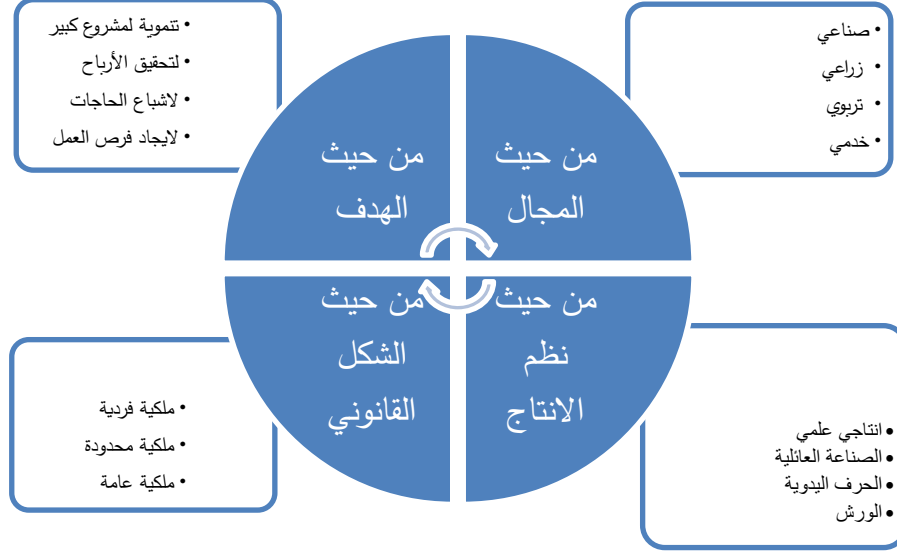 • صناعي
• زراعي
• تربوي
• خدمي
من حيث
المجال
• تتموية لمشروع كبير
• لتحقيق الأرباح
• لاشباع الحاجات
• لايجاد فرص العمل
من حيث
الهدف
من حيث
نظم
الانتاج
• انتاجي علمي
• الصناعة العائلية
• الحرف اليدوية
• الورش
من حيث
الشكل
القانوني
• ملكية فردية
• ملكية محدودة
• ملكية عامة